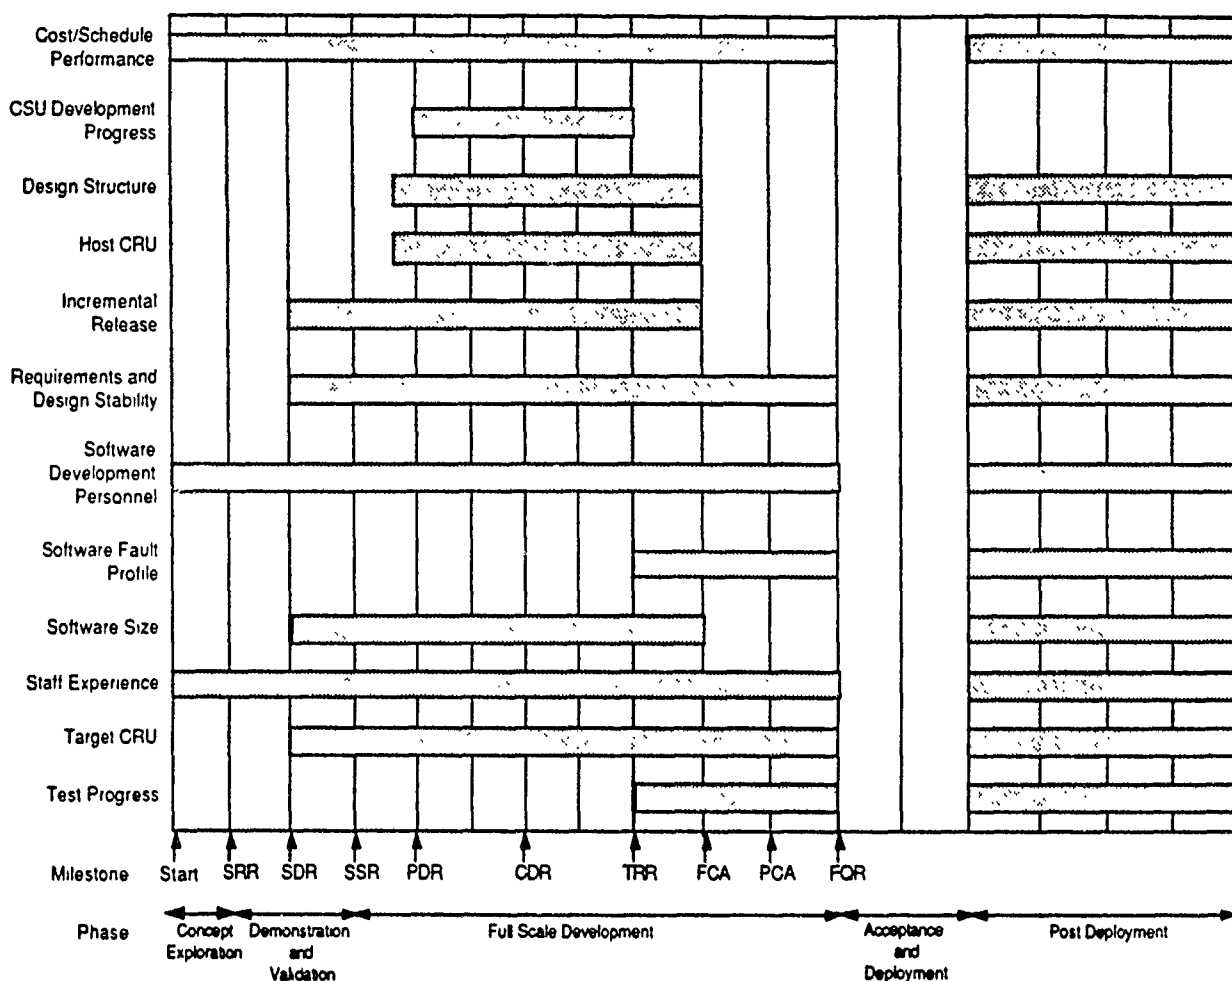 Cost/Schedule
Performance
CSU Development
Progress
Design Structure
Host CRU
Incremental
Release
Requirements and
Design Stability
Software
Development
Personnel
Software Fault
Profile
Software Size
Staff Experience
Target CRU
Test Progress
Milestone Start SRR SDR SSR PDR CDR TRR FCA PCA FQR
Phase
Concept
Exploration
Demonstration
and
Validation
Full Scale Development
Acceptance
and
Deployment
Post Deployment